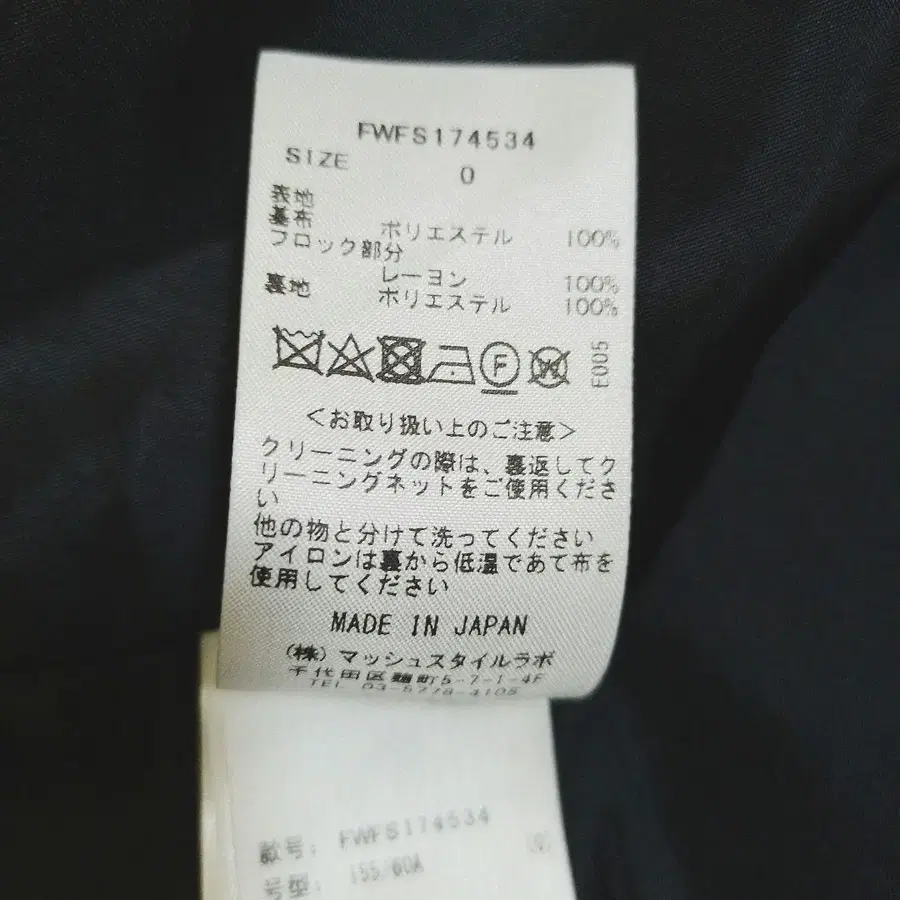 FWFS174534
SIZE 0
表地
基布 ポリエステル 100%
フロック部分
レーヨン 100%
裏地 ポリエステル 100%
F W E005
<お取り扱い上のご注意>
クリーニングの際は、裏返してク
リーニングネットをご使用くださ
い
他の物と分けて洗ってください
アイロンは裏から低温であて布を
使用してください
MADE IN JAPAN
(株)マッシュスタイルラボ
千代田区麹町5-7-1-4F
TEL 03-5778-4105
款号: FWFS174534
号型: 155/60A (0)